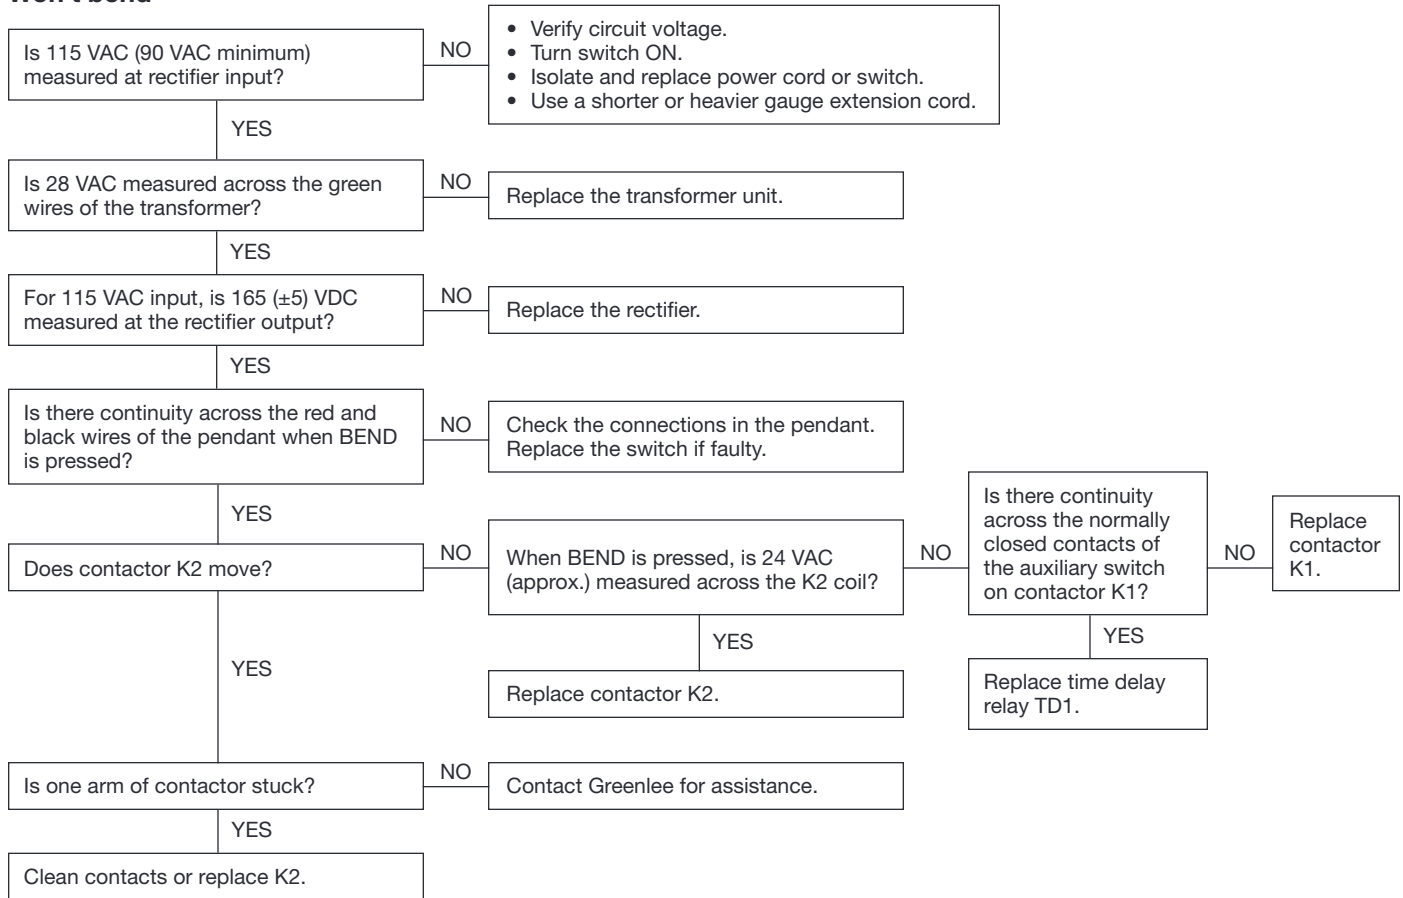 Won't bend
Is 115 VAC (90 VAC minimum)
measured at rectifier input?
NO
• Verify circuit voltage.
• Turn switch ON.
• Isolate and replace power cord or switch.
• Use a shorter or heavier gauge extension cord.
YES
Is 28 VAC measured across the green
wires of the transformer?
NO
Replace the transformer unit.
YES
For 115 VAC input, is 165 (±5) VDC
measured at the rectifier output?
NO
Replace the rectifier.
YES
Is there continuity across the red and
black wires of the pendant when BEND
is pressed?
NO
Check the connections in the pendant.
Replace the switch if faulty.
YES
Does contactor K2 move?
NO
When BEND is pressed, is 24 VAC
(approx.) measured across the K2 coil?
NO
Is there continuity
across the normally
closed contacts of
the auxiliary switch
on contactor K1?
NO
Replace
contactor
K1.
YES
Replace contactor K2.
YES
Replace time delay
relay TD1.
YES
Is one arm of contactor stuck?
NO
Contact Greenlee for assistance.
YES
Clean contacts or replace K2.